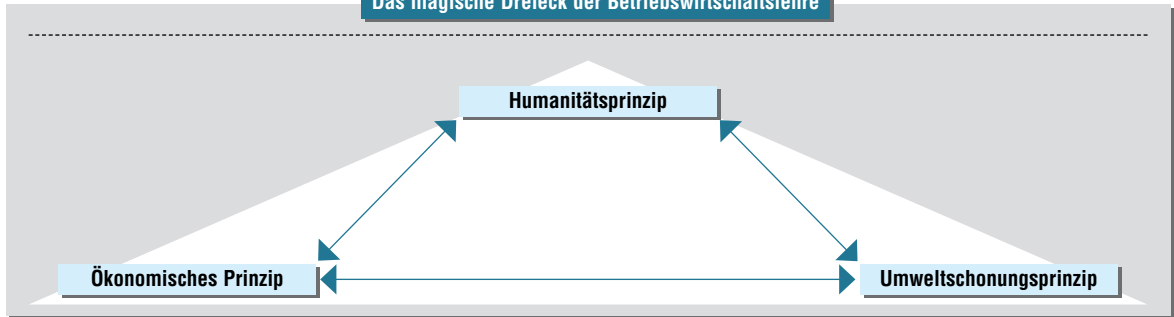 Das magische Dreieck der Betriebswirtschaftslehre
Humanitätsprinzip
Ökonomisches Prinzip
Umweltschonungsprinzip